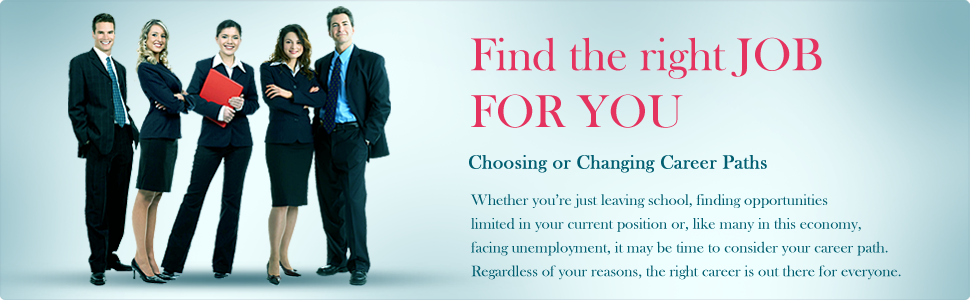 Find the right JOB
FOR YOU
Choosing or Changing Career Paths
Whether you’re just leaving school, finding opportunities
limited in your current position or, like many in this economy,
facing unemployment, it may be time to consider your career path.
Regardless of your reasons, the right career is out there for everyone.